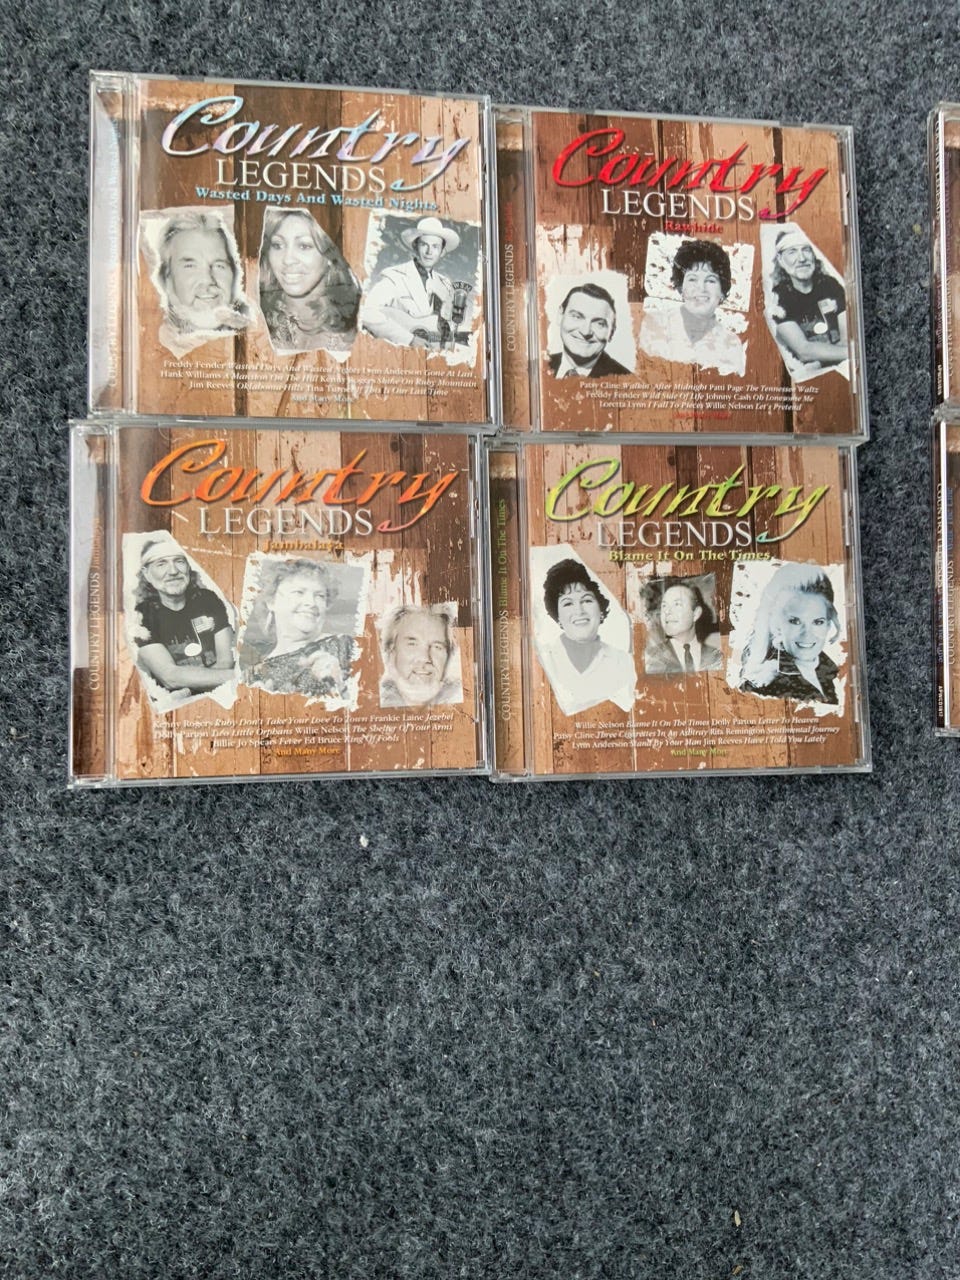 Country
LEGENDS
Wasted Days And Wasted Nights
Freddy Fender Wasted Days And Wasted Nights Lynn Anderson Gone At Last
Hank Williams A Mansion On The Hill Kenny Rogers Shine On Ruby Mountain
Jim Reeves Oklahoma Hills Tina Turner If This Is Our Last Time
And Many More
COUNTRY LEGENDS
Country
LEGENDS
Rawhide
Patsy Cline Walkin' After Midnight Patti Page The Tennessee Waltz
Freddy Fender Wild Side Of Life Johnny Cash Oh Lonesome Me
Loretta Lynn I Fall To Pieces Willie Nelson Let's Pretend
COUNTRY LEGENDS Jambalaya
Country
LEGENDS
Jambalaya
Kenny Rogers Ruby Don't Take Your Love To Town Frankie Laine Jezebel
Dolly Parton Two Little Orphans Willie Nelson The Shelter Of Your Arms
Billie Jo Spears Fever Ed Bruce King Of Fools
And Many More
COUNTRY LEGENDS Blame It On The Times
Country
LEGENDS
Blame It On The Times
Willie Nelson Blame It On The Times Dolly Parton Letter To Heaven
Patsy Cline Three Cigarettes In An Ashtray Rita Remington Sentimental Journey
Lynn Anderson Stand By Your Man Jim Reeves Have I Told You Lately
And Many More